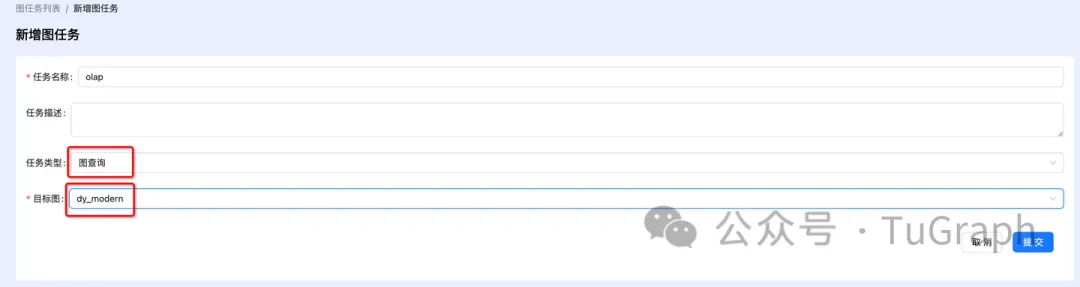 图任务列表 / 新增图任务
新增图任务
* 任务名称: olap
任务描述:
任务类型: 图查询
* 目标图: dy_modern
公众号 · TuGraph
取消 提交